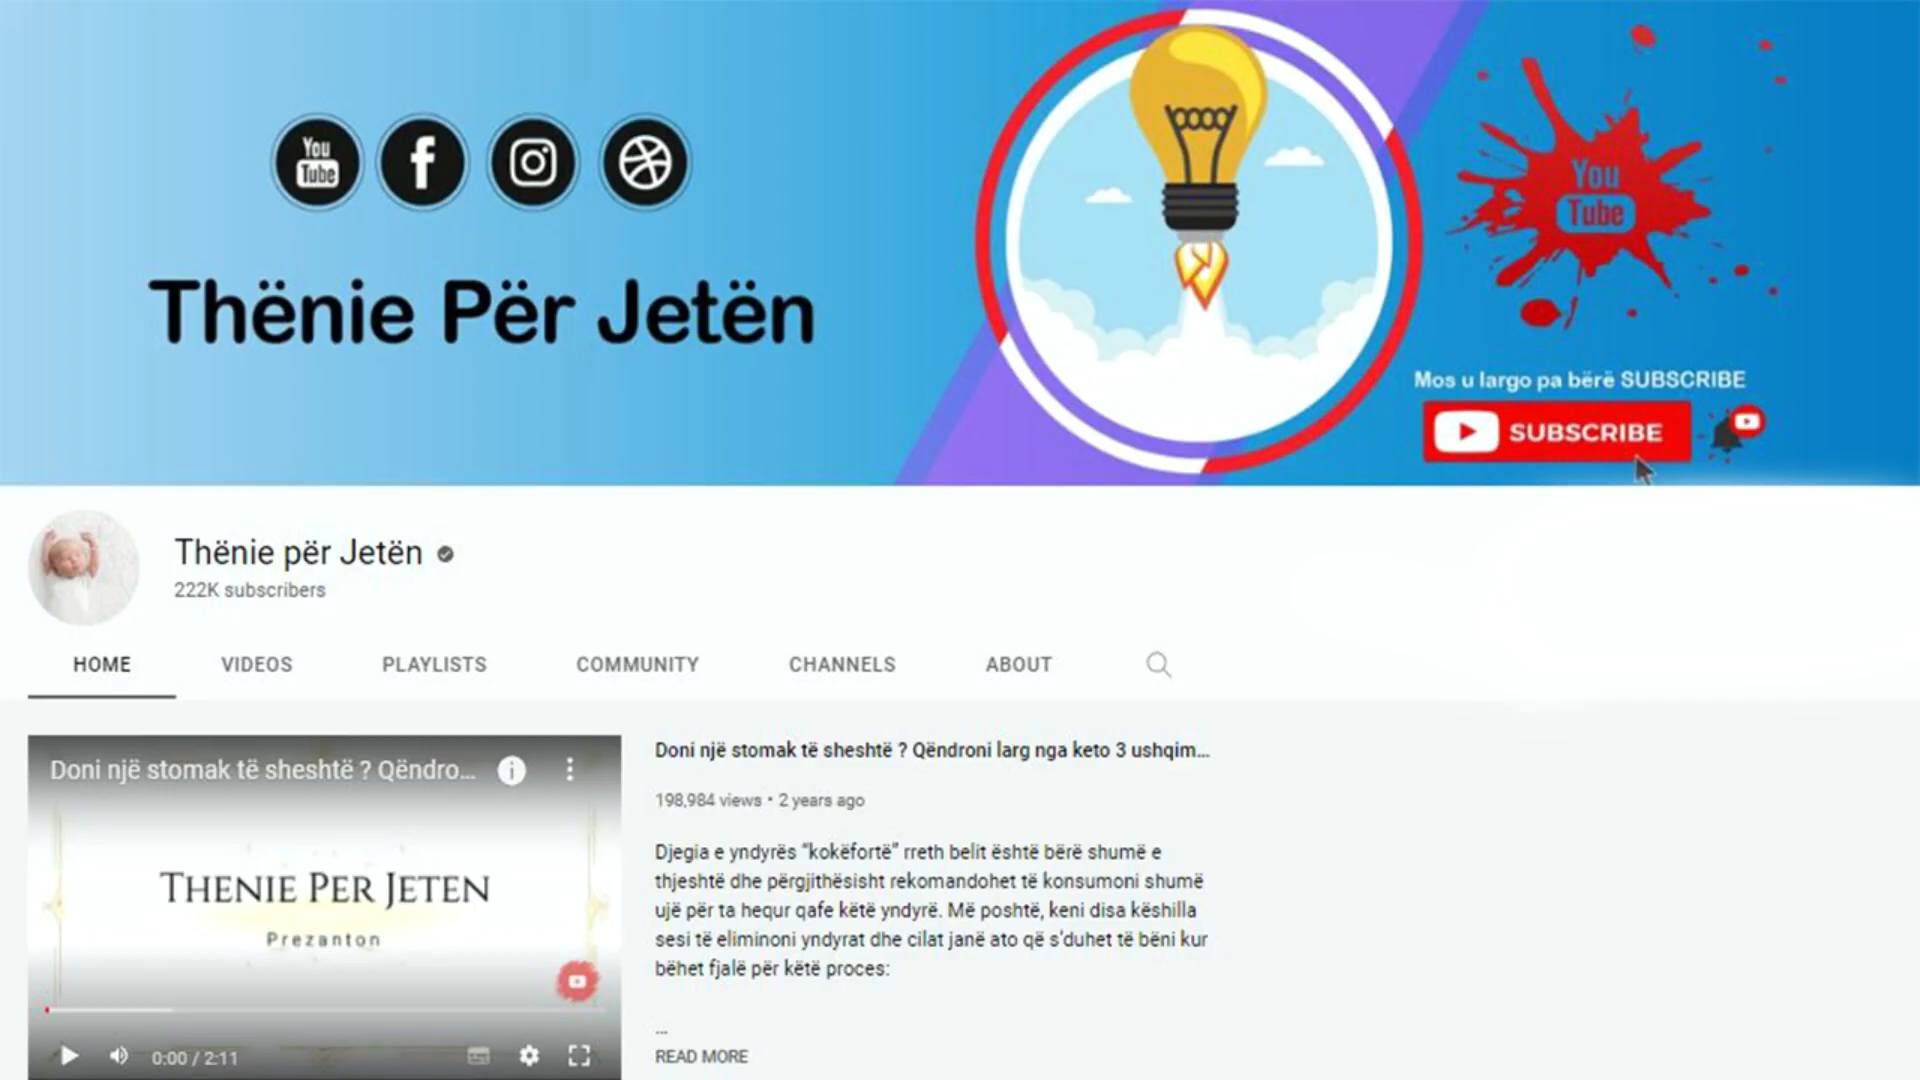 You
Tube
Thënie Për Jetën
You
Tube
Mos u largo pa bërë SUBSCRIBE
SUBSCRIBE
Thënie për Jetën
222K subscribers
HOME VIDEOS PLAYLISTS COMMUNITY CHANNELS ABOUT
Doni një stomak të sheshtë ? Qëndro...
THENIE PER JETEN
Prezanton
0:00 / 2:11
Doni një stomak të sheshtë ? Qëndroni larg nga keto 3 ushqim...
198,984 views • 2 years ago
Djegia e yndyrës “kokëfortë” rreth belit është bërë shumë e
thjeshtë dhe përgjithësisht rekomandohet të konsumoni shumë
ujë për ta hequr qafe këtë yndyrë. Më poshtë, keni disa këshilla
sesi të eliminoni yndyrat dhe cilat janë ato që s'duhet të bëni kur
bëhet fjalë për këtë proces:
...
READ MORE